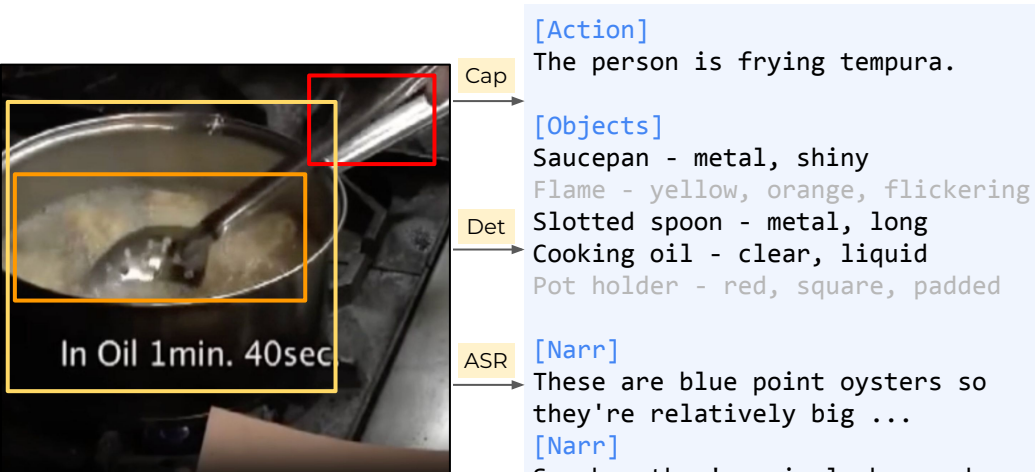 [Action]
The person is frying tempura.
Cap
[Objects]
Saucepan - metal, shiny
Flame - yellow, orange, flickering
Slotted spoon - metal, long
Det
Cooking oil - clear, liquid
Pot holder - red, square, padded
In Oil 1min. 40sec.
ASR
[Narr]
These are blue point oysters so
they're relatively big ...
[Narr]